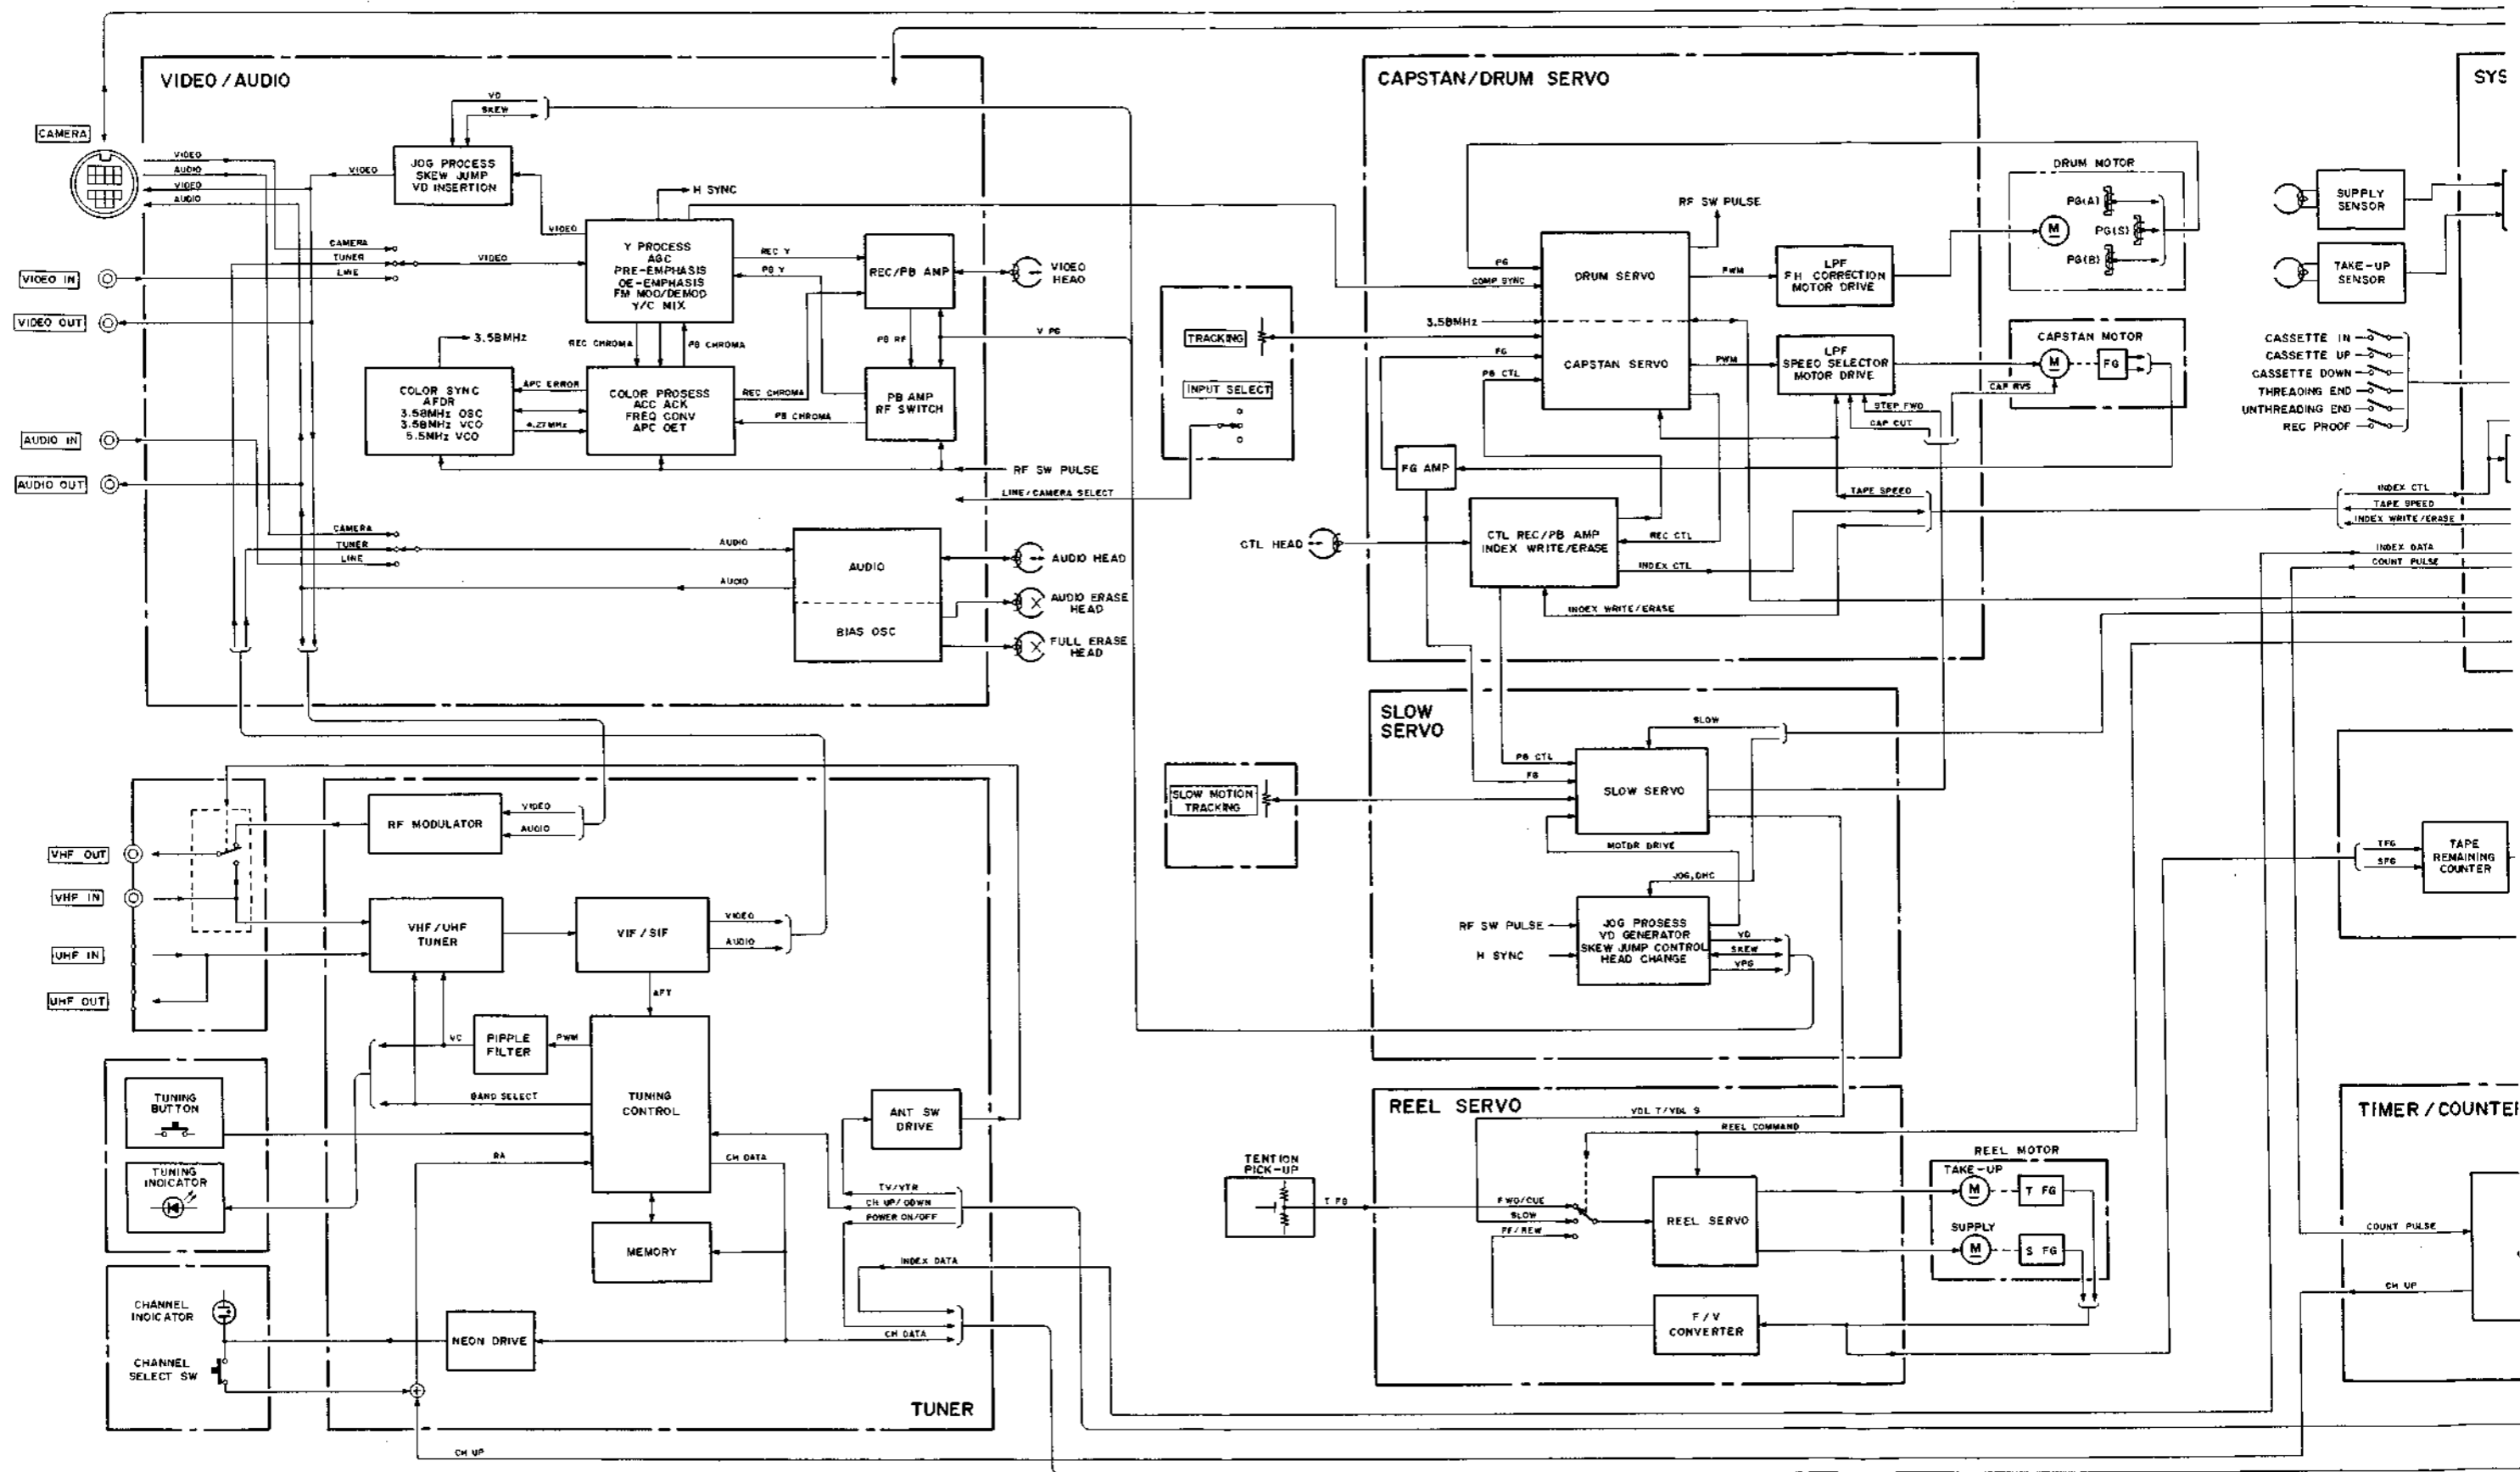 VIDEO / AUDIO
CAMERA
VIDEO
AUDIO
VIDEO
AUDIO
VIDEO IN
VIDEO OUT
AUDIO IN
AUDIO OUT
VD
SKEW
JOG PROCESS
SKEW JUMP
VD INSERTION
VIDEO
VIDEO
H SYNC
CAMERA
TUNER
LINE
VIDEO
Y PROCESS
AGC
PRE-EMPHASIS
OE-EMPHASIS
FM MOO/DEMOD
Y/C MIX
REC Y
PB Y
REC/PB AMP
VIDEO
HEAD
3.58MHz
REC CHROMA
PB CHROMA
PB RF
V PG
COLOR SYNC
AFDR
3.58MHz OSC
3.58MHz VCO
5.5MHz VCO
APC ERROR
4.27MHz
COLOR PROSESS
ACC ACK
FREQ CONV
APC OET
REC CHROMA
PB CHROMA
PB AMP
RF SWITCH
RF SW PULSE
LINE/CAMERA SELECT
CAMERA
TUNER
LINE
AUDIO
AUDIO
AUDIO
BIAS OSC
AUDIO HEAD
AUDIO ERASE
HEAD
FULL ERASE
HEAD
TRACKING
INPUT SELECT
CAPSTAN/DRUM SERVO
RF SW PULSE
PG
COMP SYNC
3.58MHz
FG
PB CTL
DRUM SERVO
CAPSTAN SERVO
PWM
LPF
FH CORRECTION
MOTOR DRIVE
PWM
LPF
SPEED SELECTOR
MOTOR DRIVE
DRUM MOTOR
PG(A)
PG(S)
PG(B)
M
CAPSTAN MOTOR
M
FG
CAP RVS
STEP FWD
CAP CUT
FG AMP
TAPE SPEED
CTL HEAD
CTL REC/PB AMP
INDEX WRITE/ERASE
REC CTL
INDEX CTL
INDEX WRITE/ERASE
SYS
SUPPLY
SENSOR
TAKE-UP
SENSOR
CASSETTE IN
CASSETTE UP
CASSETTE DOWN
THREADING END
UNTHREADING END
REC PROOF
INDEX CTL
TAPE SPEED
INDEX WRITE/ERASE
INDEX DATA
COUNT PULSE
SLOW
SERVO
SLOW
PB CTL
FG
SLOW SERVO
SLOW MOTION
TRACKING
MOTOR DRIVE
JOG, DHC
RF SW PULSE
H SYNC
JOG PROSESS
VD GENERATOR
SKEW JUMP CONTROL
HEAD CHANGE
VD
SKEW
VPG
TFG
SFG
TAPE
REMAINING
COUNTER
VHF OUT
VHF IN
UHF IN
UHF OUT
RF MODULATOR
VIDEO
AUDIO
VHF/UHF
TUNER
VIF/SIF
VIDEO
AUDIO
AFT
VC
PIPPLE
FILTER
PWM
BAND SELECT
TUNING
CONTROL
ANT SW
DRIVE
TUNING
BUTTON
TUNING
INOICATOR
RA
CH DATA
TV/VTR
CH UP/DOWN
POWER ON/OFF
MEMORY
INDEX DATA
CHANNEL
INDICATOR
CHANNEL
SELECT SW
NEON DRIVE
CH DATA
TUNER
CH UP
REEL SERVO
VDL T/VDL S
REEL COMMAND
TENTION
PICK-UP
T FG
FWD/CUE
SLOW
FF/REW
REEL SERVO
REEL MOTOR
TAKE-UP
M
T FG
SUPPLY
M
S FG
F/V
CONVERTER
TIMER / COUNTER
COUNT PULSE
CH UP